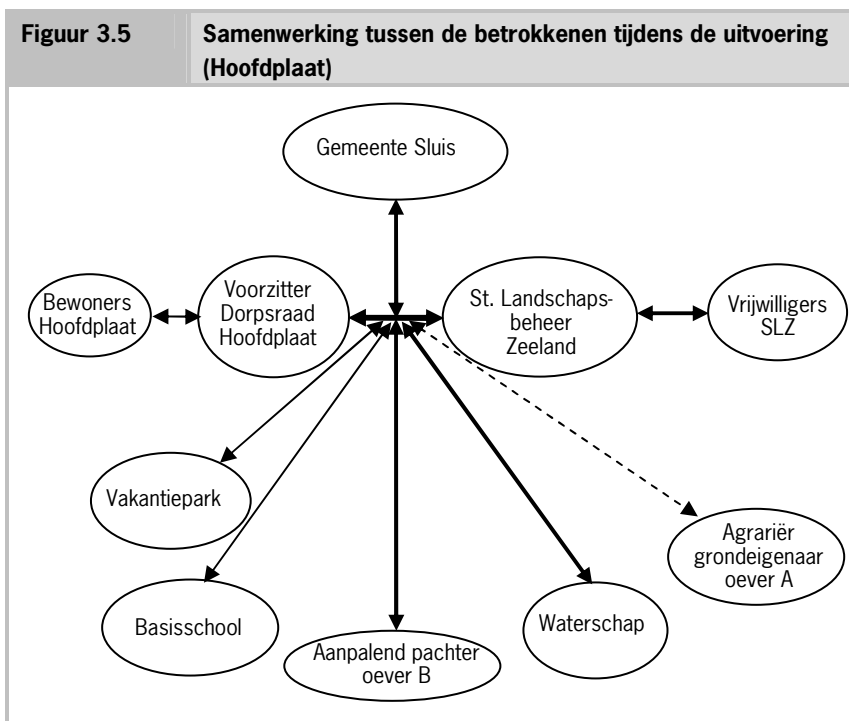 Figuur 3.5
Samenwerking tussen de betrokkenen tijdens de uitvoering
(Hoofdplaat)
Gemeente Sluis
Bewoners
Hoofdplaat
Voorzitter
Dorpsraad
Hoofdplaat
St. Landschaps-
beheer
Zeeland
Vrijwilligers
SLZ
Vakantiepark
Basisschool
Aanpalend pachter
oever B
Waterschap
Agrariër
grondeigenaar
oever A